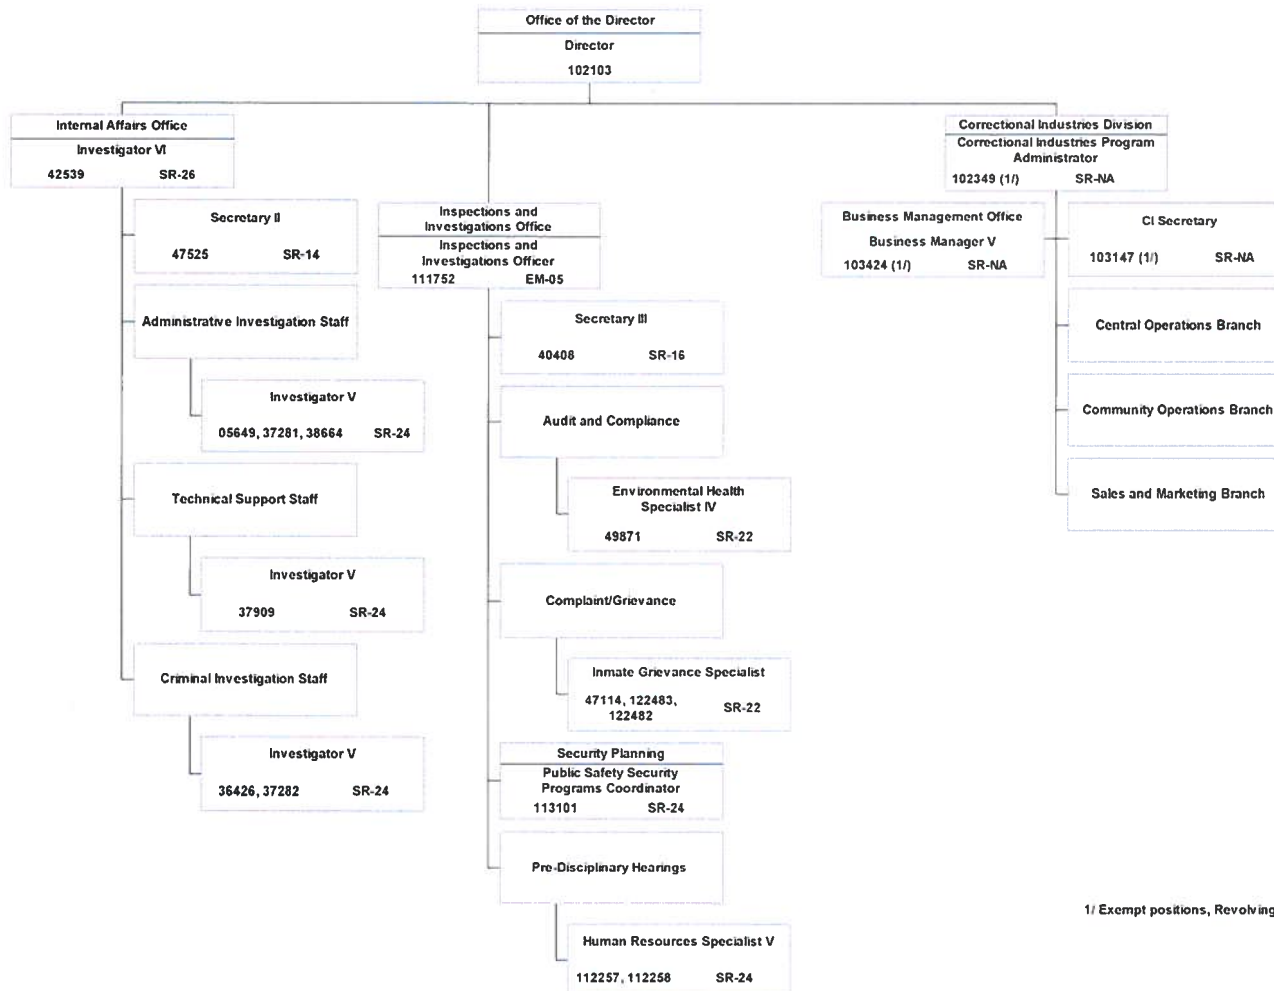 Office of the Director
Director
102103
Internal Affairs Office
Investigator VI
42539 SR-26
Secretary II
47525 SR-14
Administrative Investigation Staff
Investigator V
05649, 37281, 38664 SR-24
Technical Support Staff
Investigator V
37909 SR-24
Criminal Investigation Staff
Investigator V
36426, 37282 SR-24
Inspections and
Investigations Office
Inspections and
Investigations Officer
111752 EM-05
Secretary III
40408 SR-16
Audit and Compliance
Environmental Health
Specialist IV
49871 SR-22
Complaint/Grievance
Inmate Grievance Specialist
47114, 122483,
122482 SR-22
Security Planning
Public Safety Security
Programs Coordinator
113101 SR-24
Pre-Disciplinary Hearings
Human Resources Specialist V
112257, 112258 SR-24
Correctional Industries Division
Correctional Industries Program
Administrator
102349 (1/) SR-NA
Business Management Office
Business Manager V
103424 (1/) SR-NA
CI Secretary
103147 (1/) SR-NA
Central Operations Branch
Community Operations Branch
Sales and Marketing Branch
1/ Exempt positions, Revolving